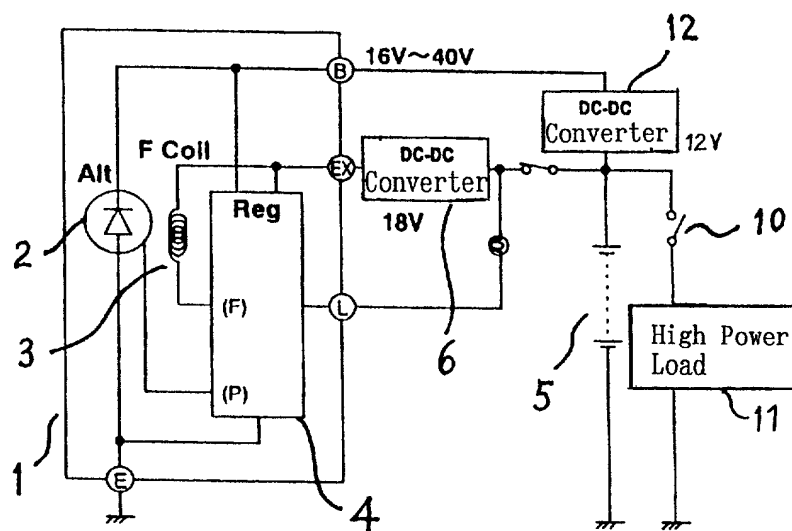 16V～40V
12
B
DC-DC
Converter
12V
F Coil
DC-DC
Converter
EX
Alt
Reg
18V
10
2
3
(F)
L
6
High Power
Load
5
(P)
11
1
E
4